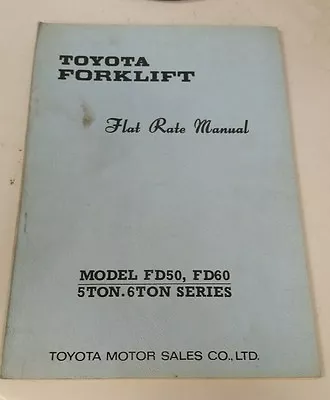 TOYOTA
FORKLIFT
Flat Rate Manual
MODEL FD50, FD60
5TON.6TON SERIES
TOYOTA MOTOR SALES CO.,LTD.